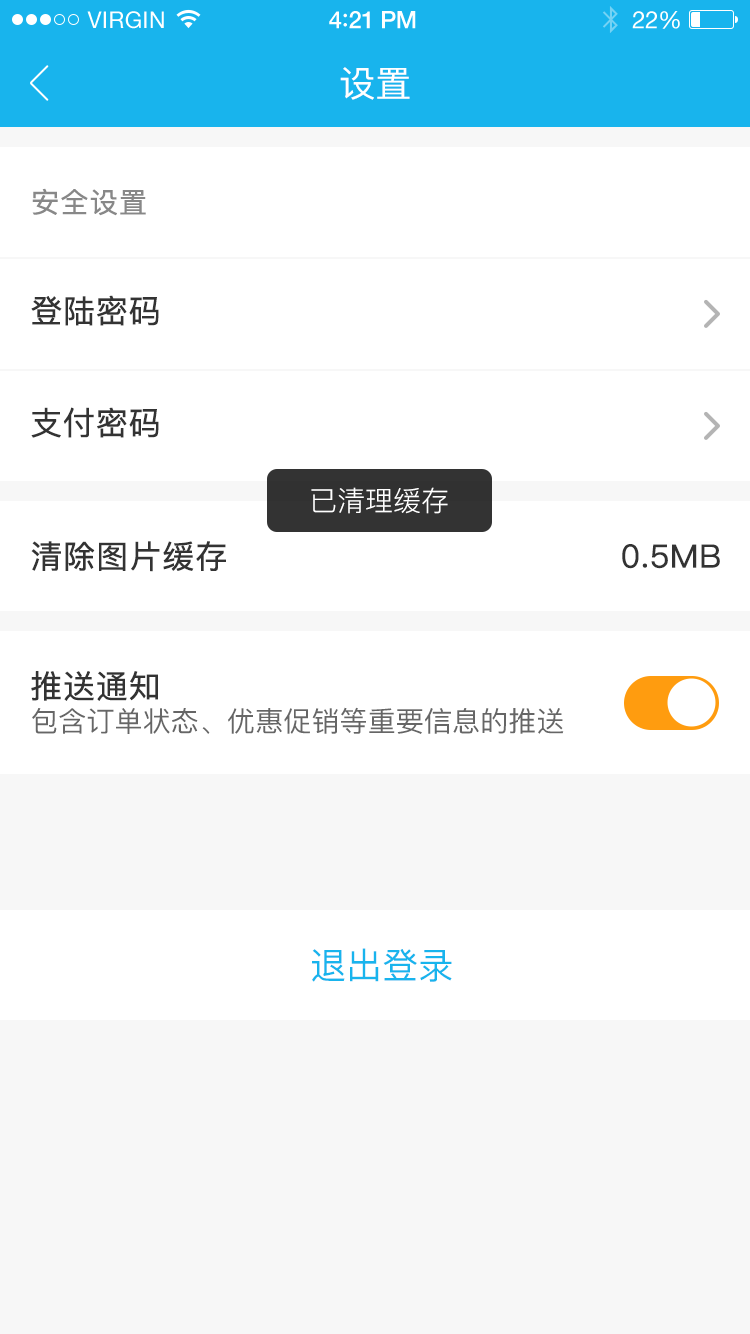 VIRGIN 4:21 PM 22%
设置
安全设置
登陆密码
支付密码
已清理缓存
清除图片缓存 0.5MB
推送通知
包含订单状态、优惠促销等重要信息的推送
退出登录